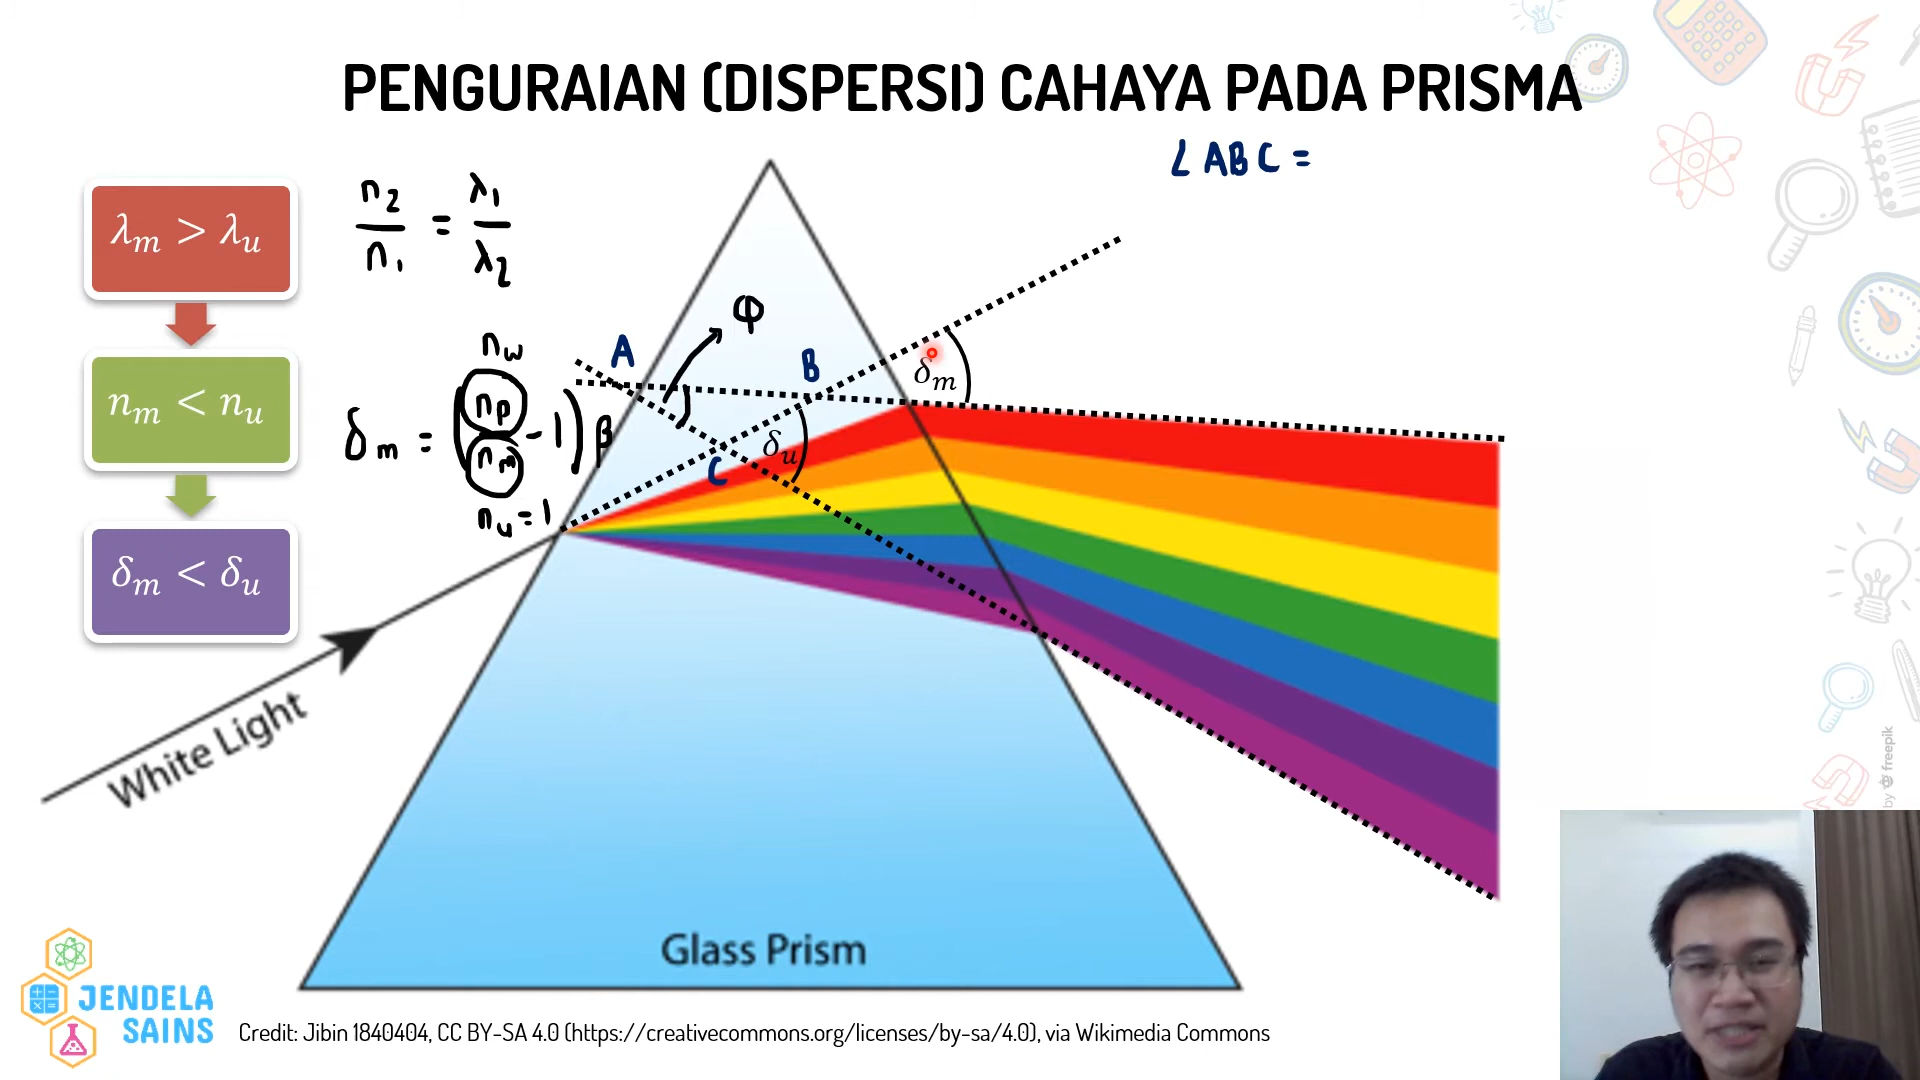 PENGURAIAN (DISPERSI) CAHAYA PADA PRISMA
∠ ABC =
λm > λu
n2/n1 = λ1/λ2
nm < nu
δm < δu
nw
δm = (np/nm - 1) β
nu = 1
φ
A
B
C
δm
δu
White Light
Glass Prism
JENDELA
SAINS
Credit: Jibin 1840404, CC BY-SA 4.0 (https://creativecommons.org/licenses/by-sa/4.0), via Wikimedia Commons
by freepik